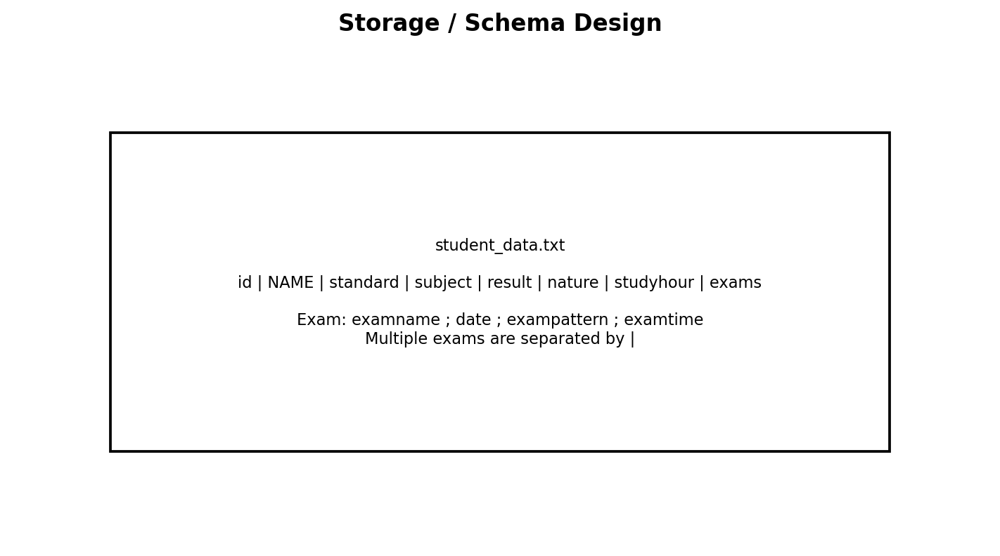 Storage / Schema Design
student_data.txt
id | NAME | standard | subject | result | nature | studyhour | exams
Exam: examname ; date ; exampattern ; examtime
Multiple exams are separated by |